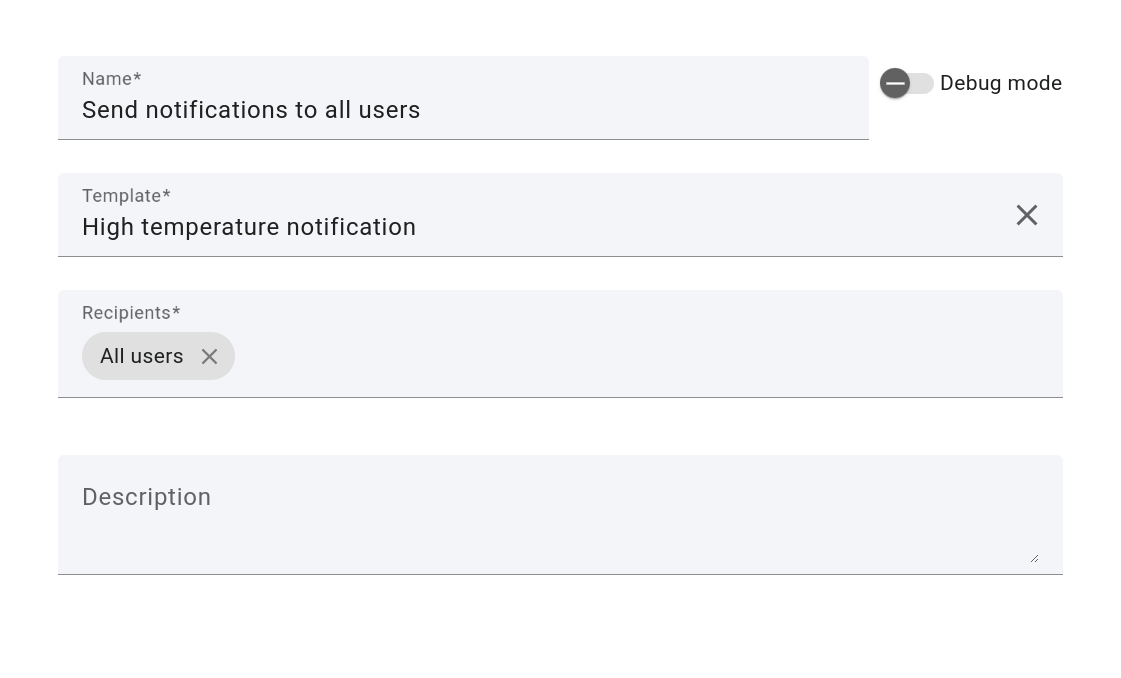 Name*
Send notifications to all users
Debug mode
Template*
High temperature notification
Recipients*
All users
Description